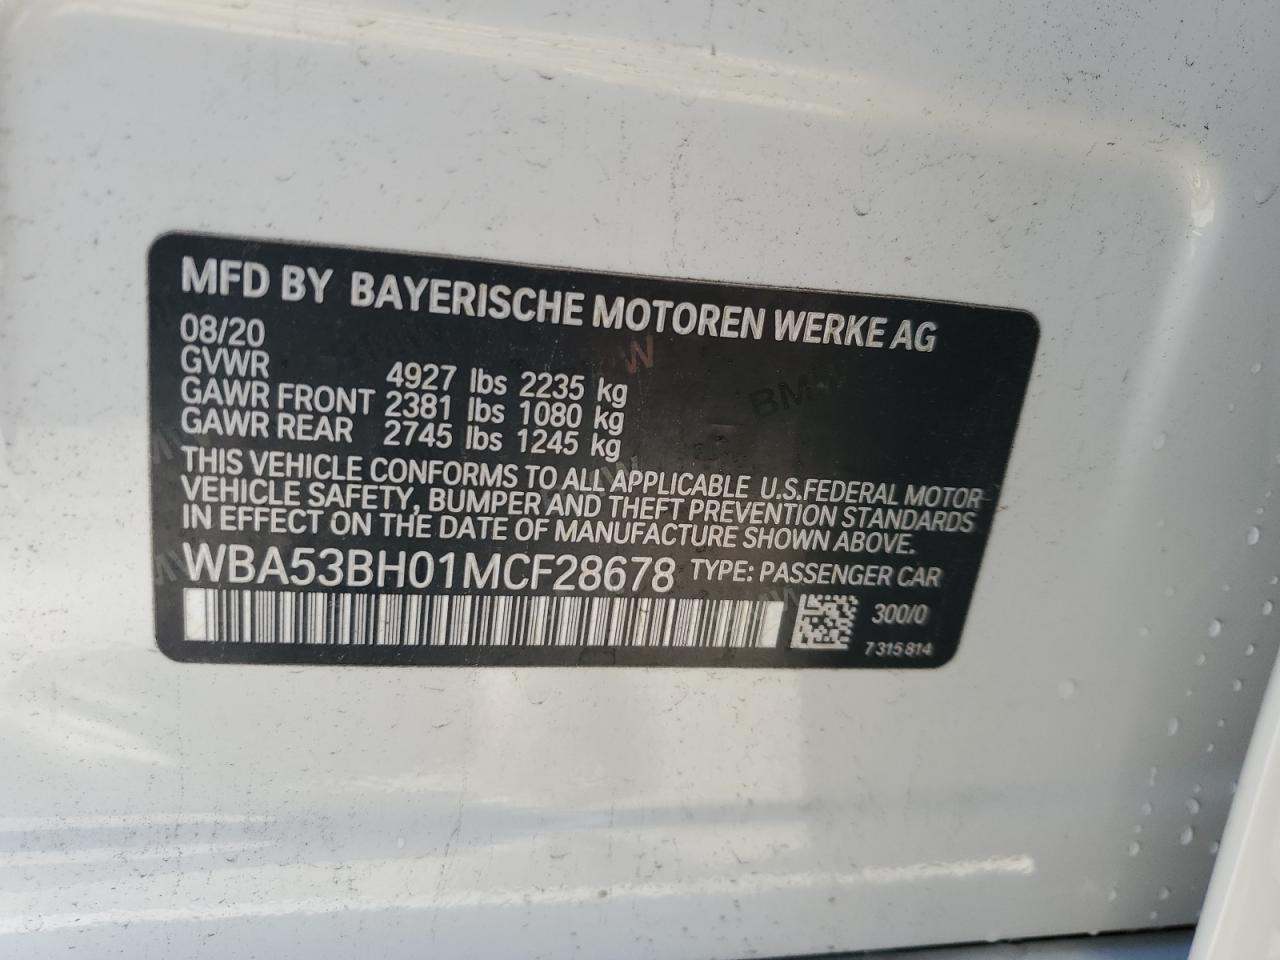 MFD BY BAYERISCHE MOTOREN WERKE AG
08/20
GVWR 4927 lbs 2235 kg
GAWR FRONT 2381 lbs 1080 kg
GAWR REAR 2745 lbs 1245 kg
THIS VEHICLE CONFORMS TO ALL APPLICABLE U.S.FEDERAL MOTOR
VEHICLE SAFETY, BUMPER AND THEFT PREVENTION STANDARDS
IN EFFECT ON THE DATE OF MANUFACTURE SHOWN ABOVE.
WBA53BH01MCF28678 TYPE: PASSENGER CAR
300/0
7 315 814